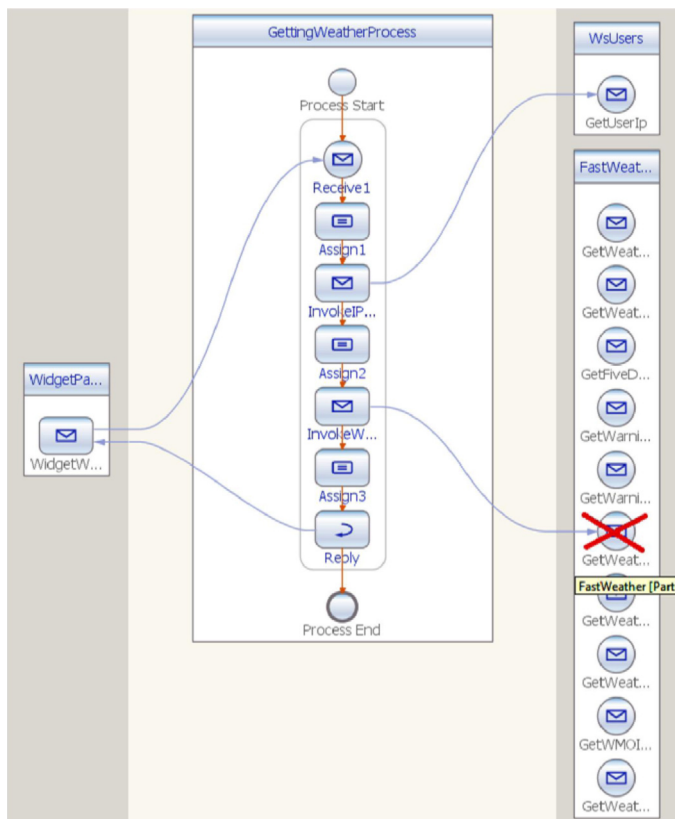 GettingWeatherProcess
Process Start
Receive1
Assign1
InvokeIP...
Assign2
InvokeW...
Assign3
Reply
Process End
WidgetPa...
WidgetW...
WsUsers
GetUserIp
FastWeat...
GetWeat...
GetWeat...
GetFiveD...
GetWarni...
GetWarni...
GetWeat...
FastWeather [Part
GetWeat...
GetWeat...
GetWMOI...
GetWeat...